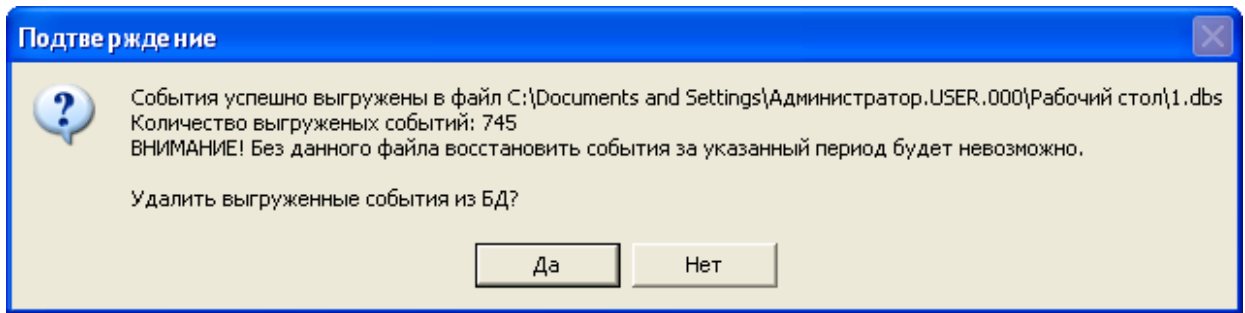 Подтверждение
События успешно выгружены в файл C:\Documents and Settings\Администратор.USER.000\Рабочий стол\1.dbs
Количество выгруженых событий: 745
ВНИМАНИЕ! Без данного файла восстановить события за указанный период будет невозможно.
Удалить выгруженные события из БД?
Да
Нет